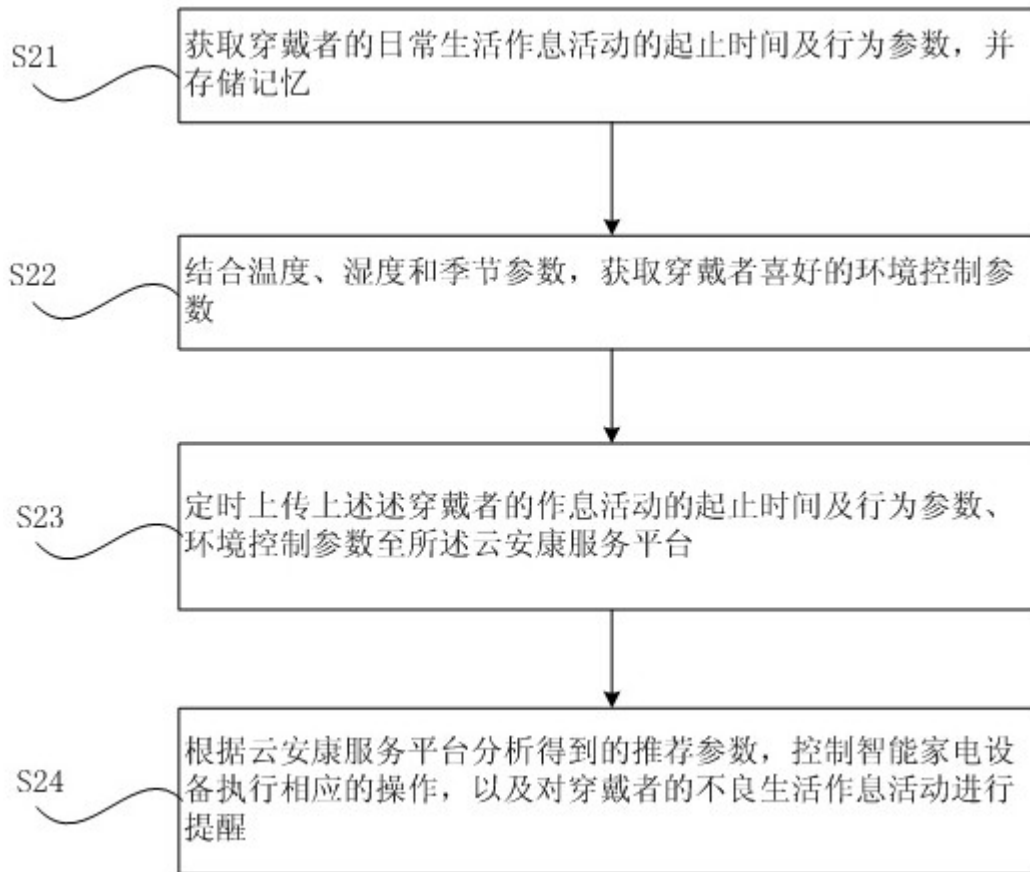 S21
获取穿戴者的日常生活作息活动的起止时间及行为参数，并
存储记忆
S22
结合温度、湿度和季节参数，获取穿戴者喜好的环境控制参
数
S23
定时上传上述述穿戴者的作息活动的起止时间及行为参数、
环境控制参数至所述云安康服务平台
S24
根据云安康服务平台分析得到的推荐参数，控制智能家电设
备执行相应的操作，以及对穿戴者的不良生活作息活动进行
提醒